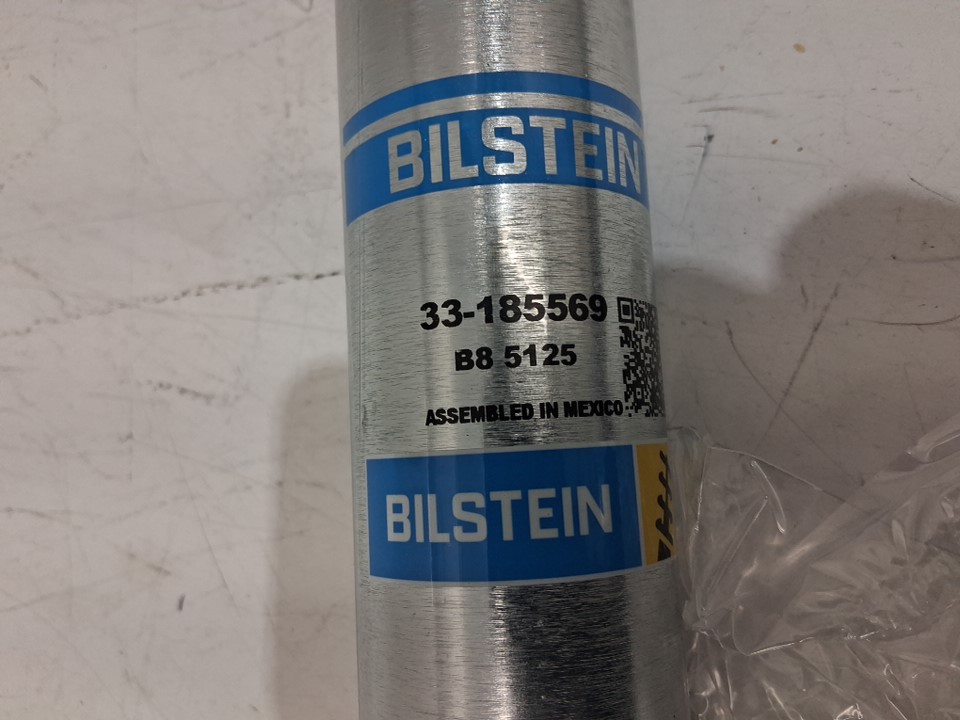 BILSTEIN
33-185569
B8 5125
ASSEMBLED IN MEXICO
BILSTEIN